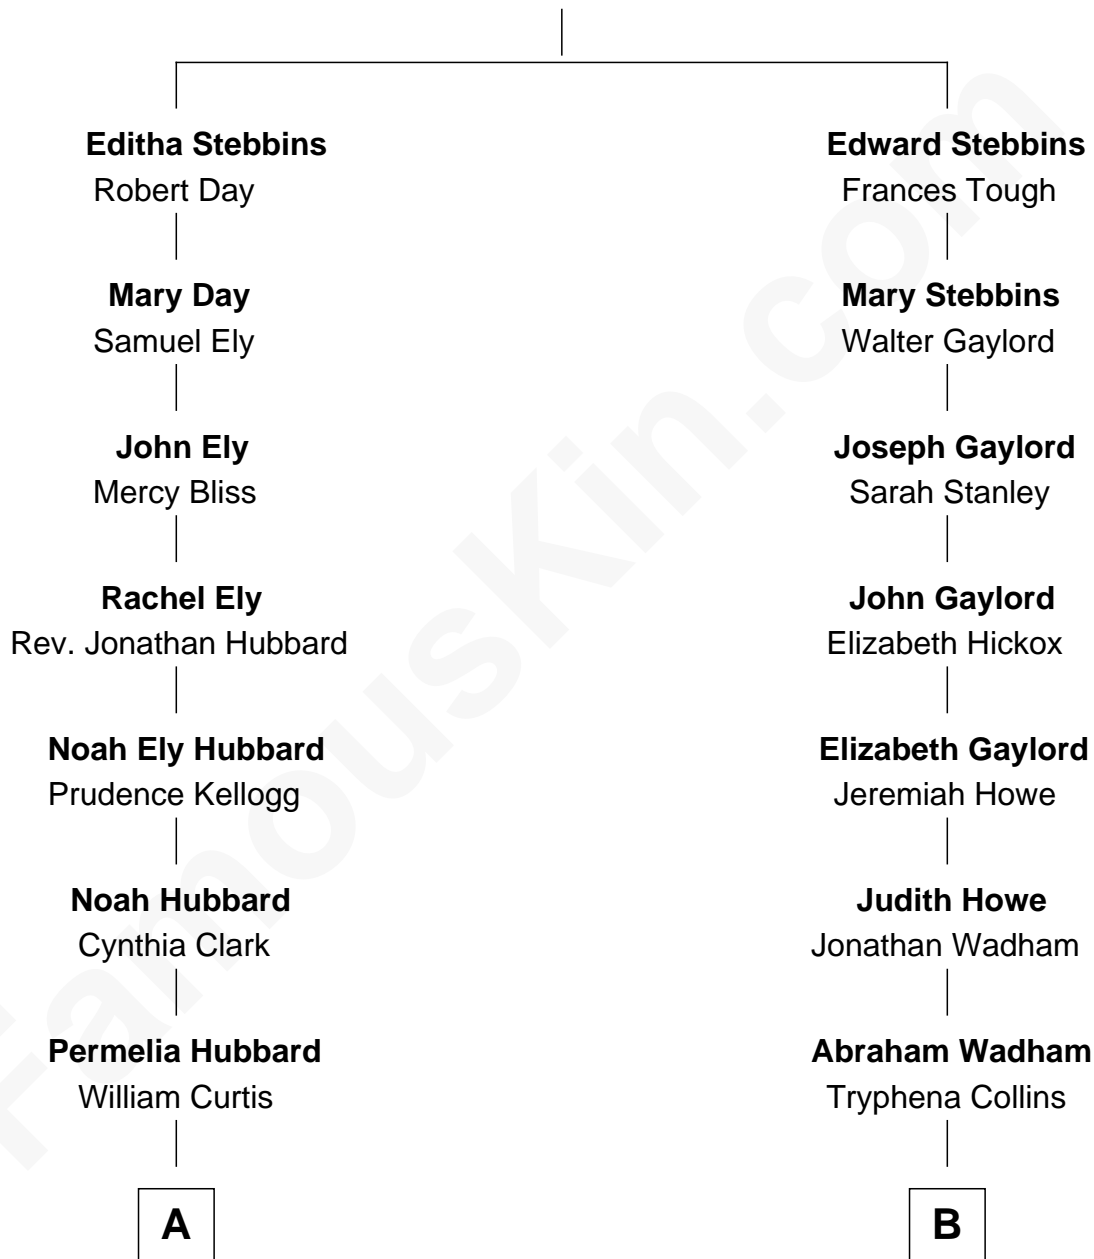 Editha Stebbins
Robert Day
Mary Day
Samuel Ely
John Ely
Mercy Bliss
Rachel Ely
Rev. Jonathan Hubbard
Noah Ely Hubbard
Prudence Kellogg
Noah Hubbard
Cynthia Clark
Permelia Hubbard
William Curtis
A
Edward Stebbins
Frances Tough
Mary Stebbins
Walter Gaylord
Joseph Gaylord
Sarah Stanley
John Gaylord
Elizabeth Hickox
Elizabeth Gaylord
Jeremiah Howe
Judith Howe
Jonathan Wadham
Abraham Wadham
Tryphena Collins
B
FamousKin.com